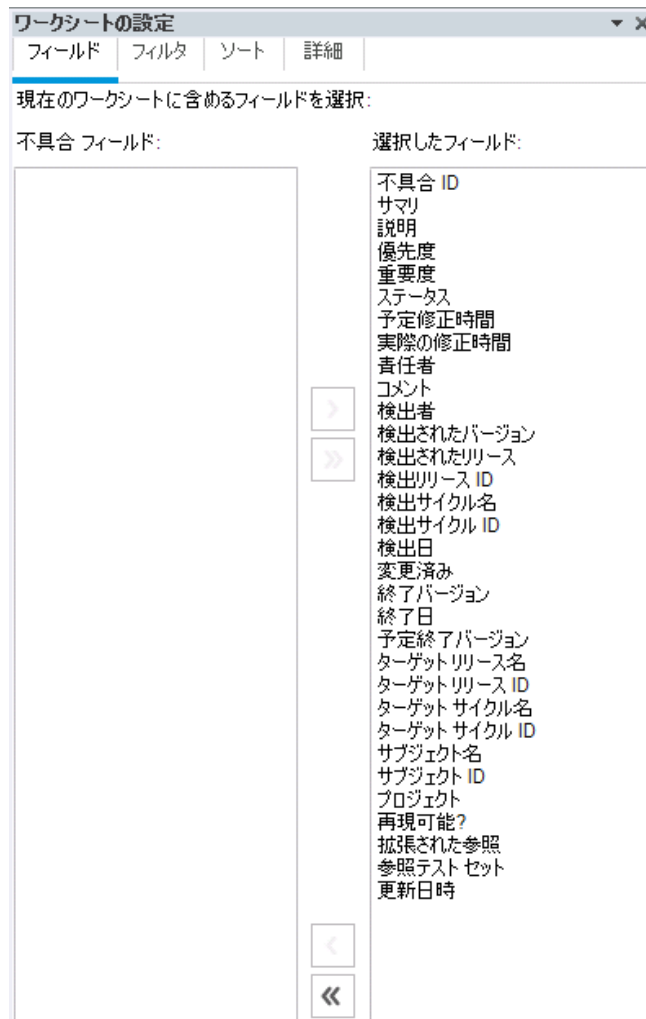 ワークシートの設定
フィールド フィルタ ソート 詳細
現在のワークシートに含めるフィールドを選択:
不具合 フィールド: 選択したフィールド:
不具合 ID
サマリ
説明
優先度
重要度
ステータス
予定修正時間
実際の修正時間
責任者
コメント
検出者
検出されたバージョン
検出されたリリース
検出リリース ID
検出サイクル名
検出サイクル ID
検出日
変更済み
終了バージョン
終了日
予定終了バージョン
ターゲット リリース名
ターゲット リリース ID
ターゲット サイクル名
ターゲット サイクル ID
サブジェクト名
サブジェクト ID
プロジェクト
再現可能?
拡張された参照
参照テスト セット
更新日時